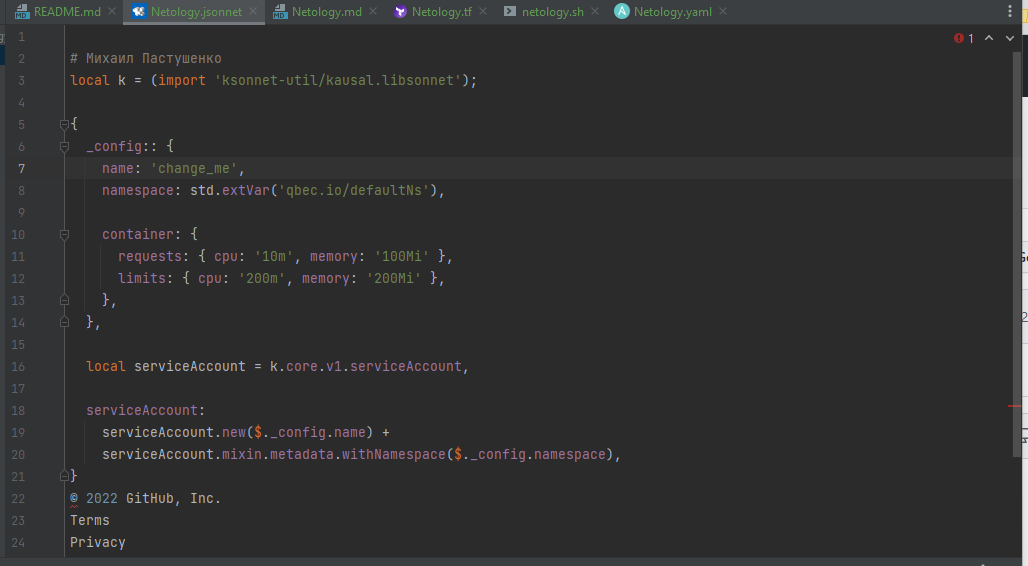 README.md Netology.jsonnet Netology.md Netology.tf netology.sh Netology.yaml
1
1
2 # Михаил Пастушенко
3 local k = (import 'ksonnet-util/kausal.libsonnet');
4
5 {
6 _config:: {
7 name: 'change_me',
8 namespace: std.extVar('qbec.io/defaultNs'),
9
10 container: {
11 requests: { cpu: '10m', memory: '100Mi' },
12 limits: { cpu: '200m', memory: '200Mi' },
13 },
14 },
15
16 local serviceAccount = k.core.v1.serviceAccount,
17
18 serviceAccount:
19 serviceAccount.new($._config.name) +
20 serviceAccount.mixin.metadata.withNamespace($._config.namespace),
21 }
22 © 2022 GitHub, Inc.
23 Terms
24 Privacy